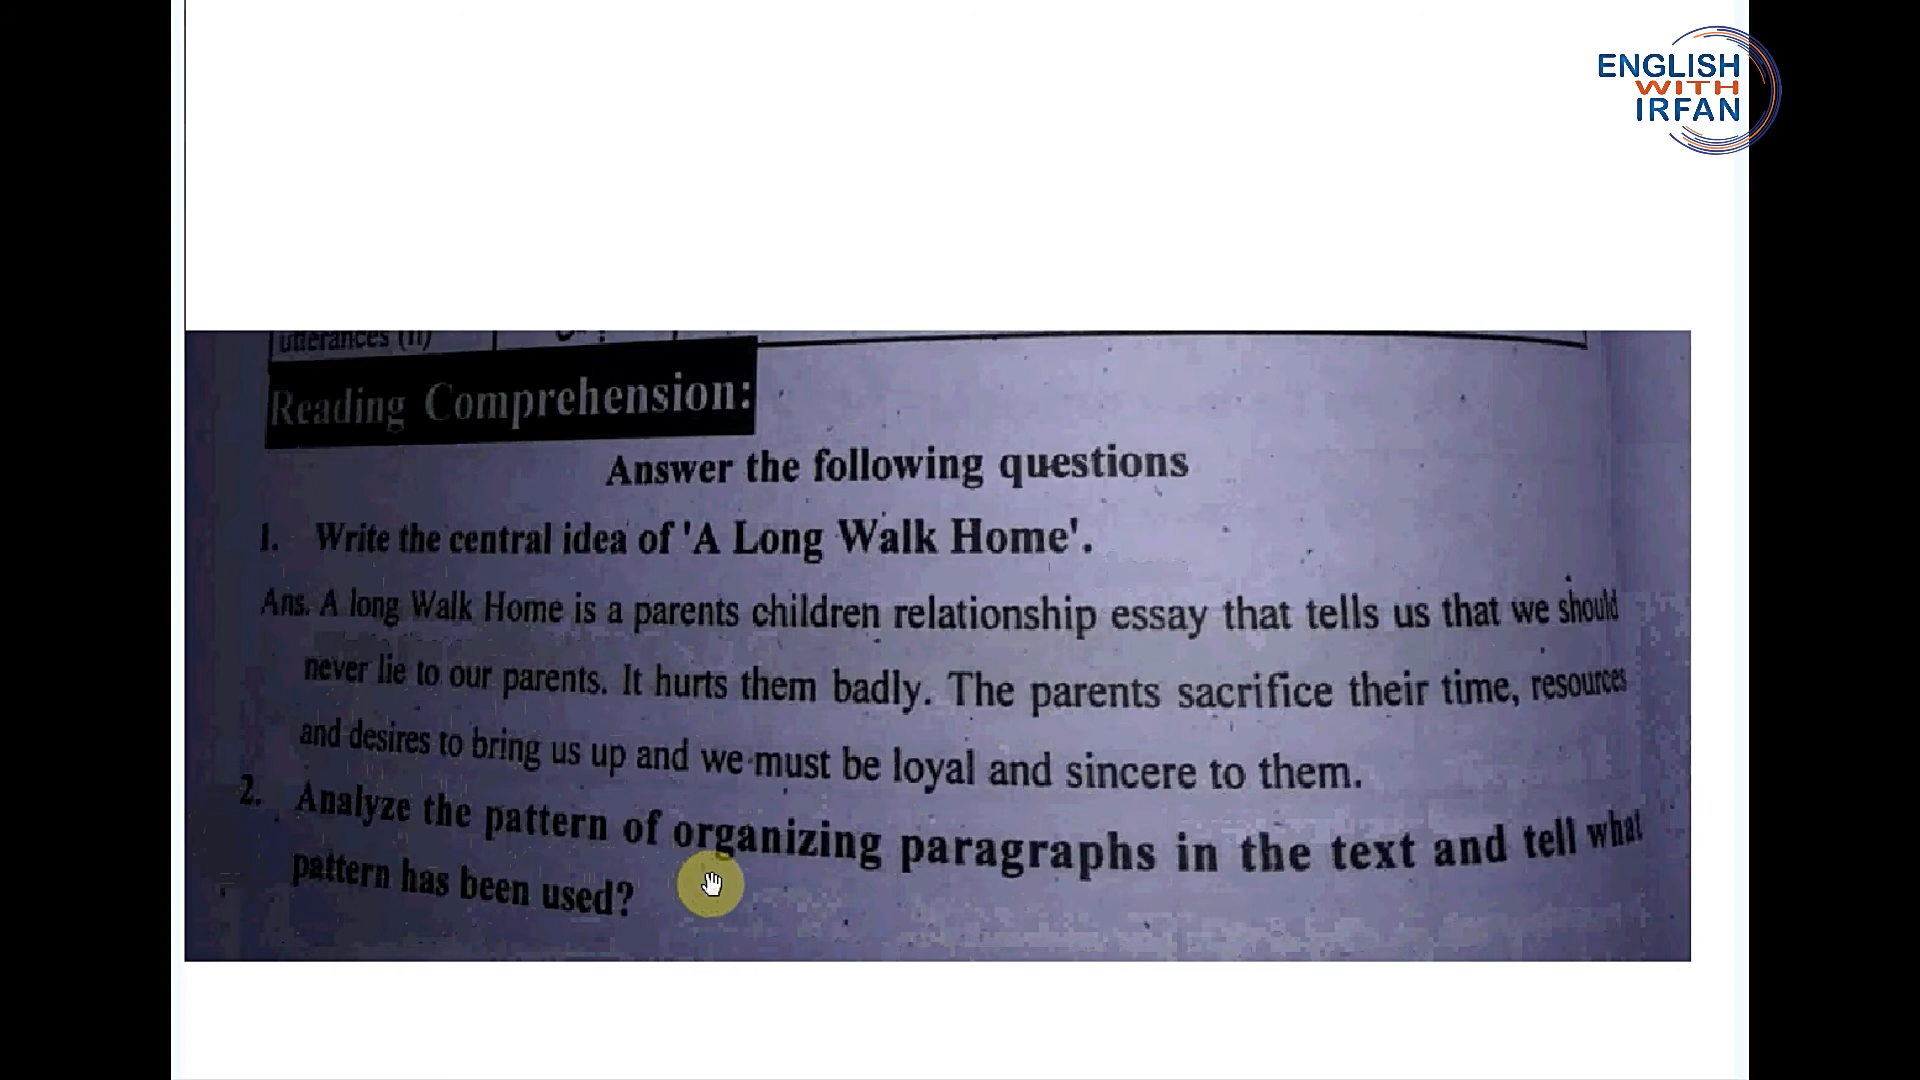 ENGLISH
WITH
IRFAN
utterances (II)
Reading Comprehension:
Answer the following questions
1. Write the central idea of 'A Long Walk Home'.
Ans. A long Walk Home is a parents children relationship essay that tells us that we should
never lie to our parents. It hurts them badly. The parents sacrifice their time, resources
and desires to bring us up and we must be loyal and sincere to them.
2. Analyze the pattern of organizing paragraphs in the text and tell what
pattern has been used?